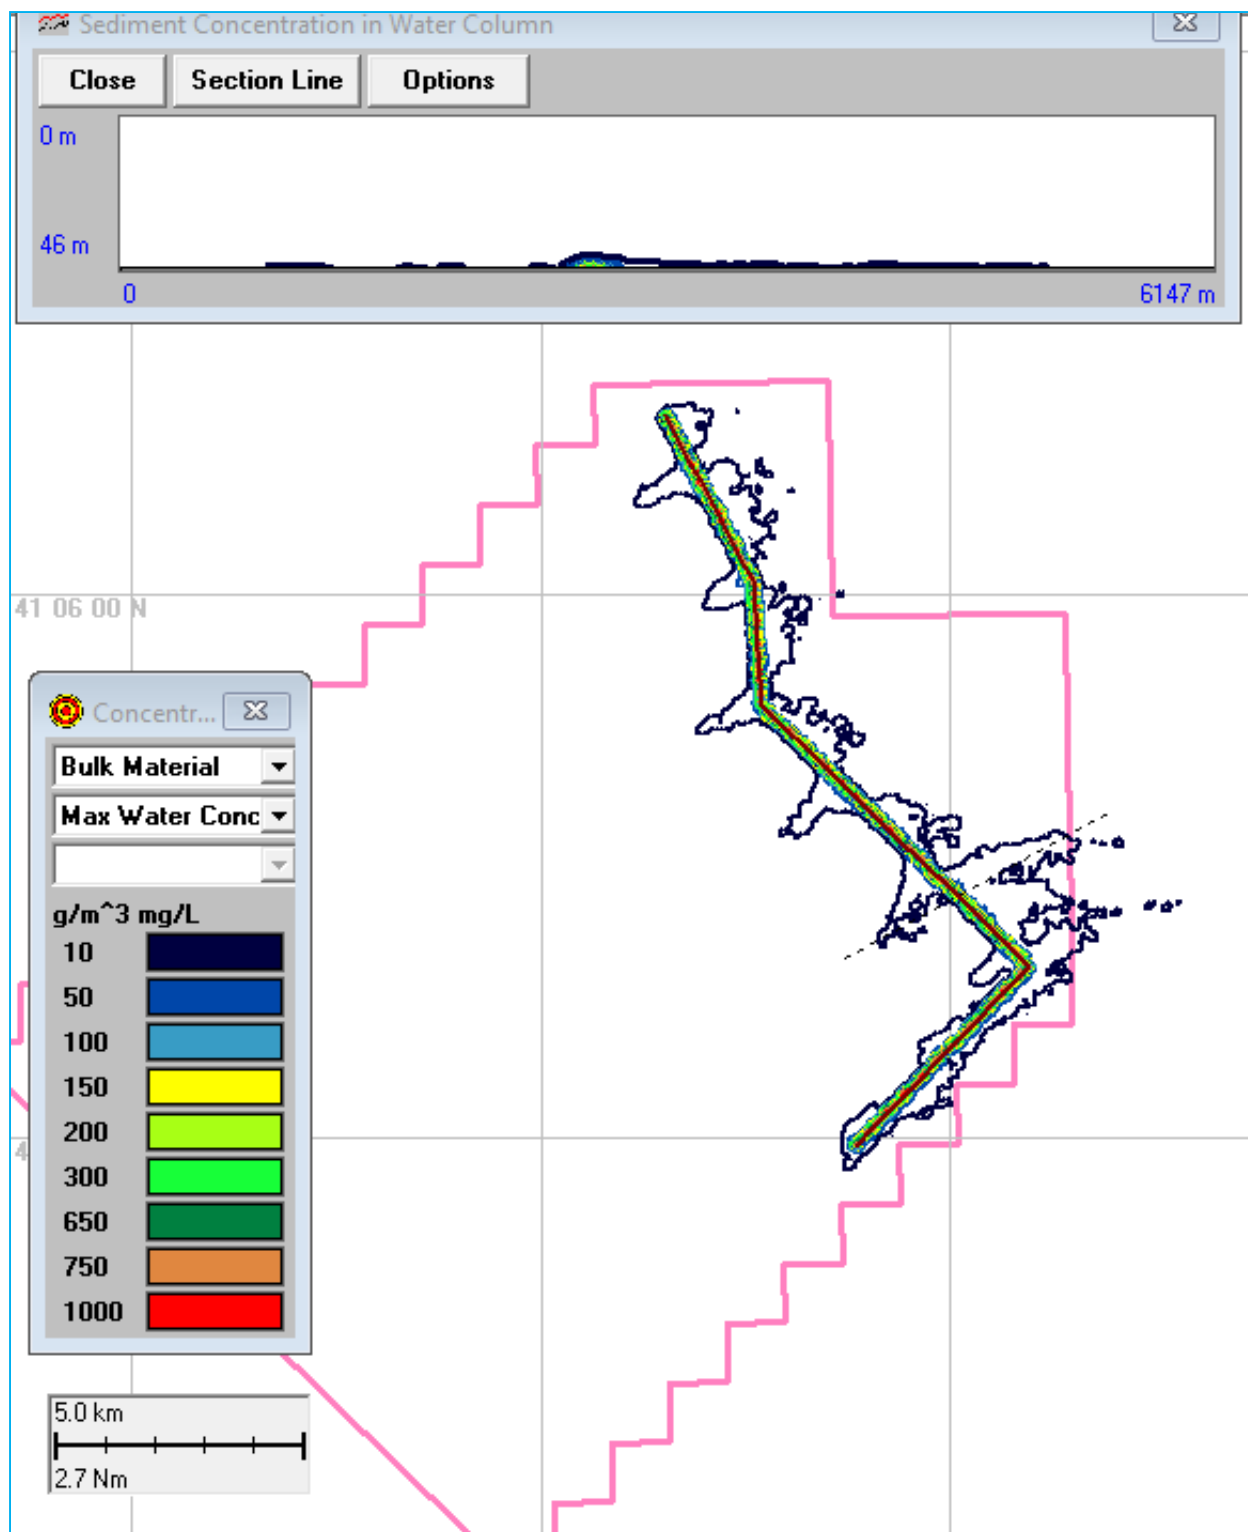 Sediment Concentration in Water Column
Close Section Line Options
0 m
46 m
0 6147 m
41 06 00 N
Concentr...
Bulk Material
Max Water Conc
g/m^3 mg/L
10
50
100
150
200
300
650
750
1000
4
5.0 km
2.7 Nm